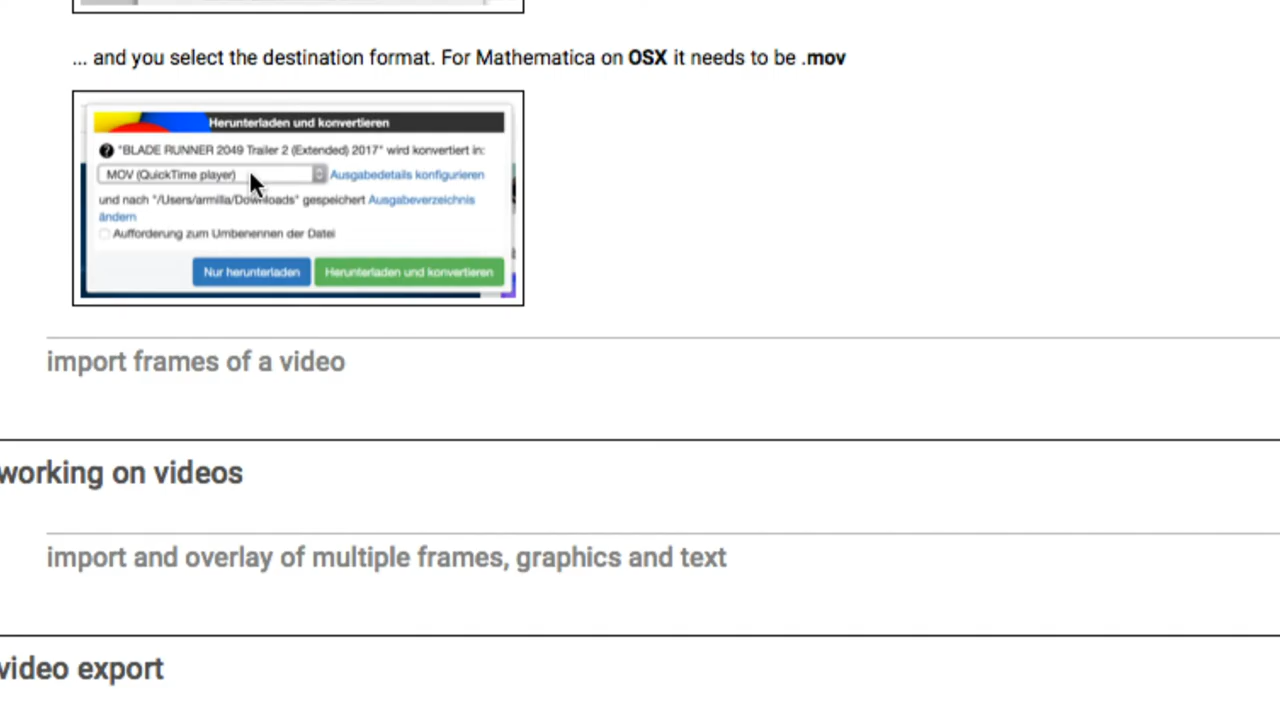 ... and you select the destination format. For Mathematica on OSX it needs to be .mov
Herunterladen und konvertieren
? "BLADE RUNNER 2049 Trailer 2 (Extended) 2017" wird konvertiert in:
MOV (QuickTime player) Ausgabedetails konfigurieren
und nach "/Users/armilla/Downloads" gespeichert Ausgabeverzeichnis
ändern
Aufforderung zum Umbenennen der Datei
Nur herunterladen Herunterladen und konvertieren
import frames of a video
working on videos
import and overlay of multiple frames, graphics and text
video export